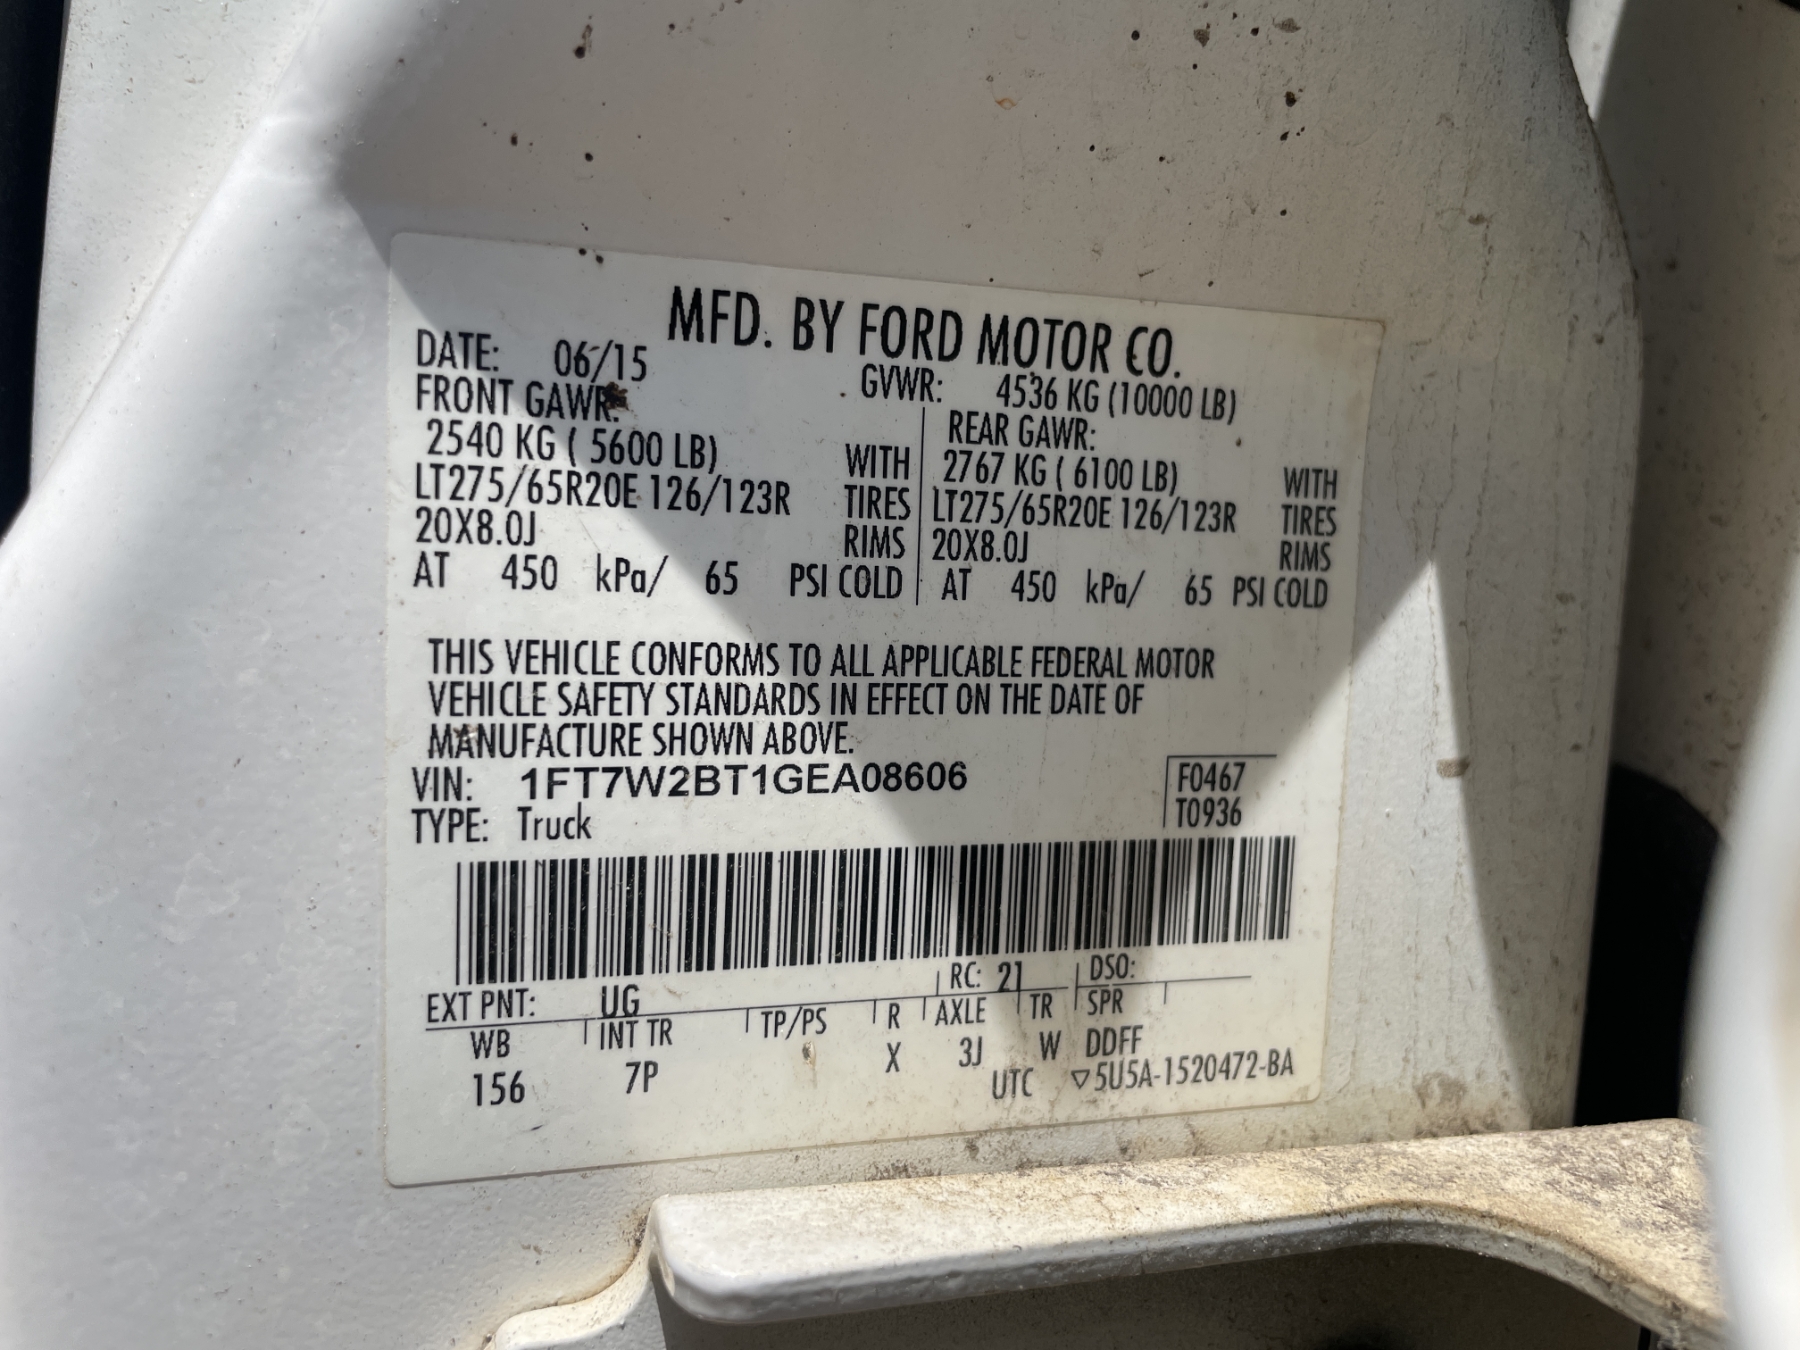 MFD. BY FORD MOTOR CO.
DATE: 06/15 GVWR: 4536 KG (10000 LB)
FRONT GAWR: REAR GAWR:
2540 KG ( 5600 LB) WITH 2767 KG ( 6100 LB) WITH
LT275/65R20E 126/123R TIRES LT275/65R20E 126/123R TIRES
20X8.0J RIMS 20X8.0J RIMS
AT 450 kPa/ 65 PSI COLD AT 450 kPa/ 65 PSI COLD
THIS VEHICLE CONFORMS TO ALL APPLICABLE FEDERAL MOTOR
VEHICLE SAFETY STANDARDS IN EFFECT ON THE DATE OF
MANUFACTURE SHOWN ABOVE.
VIN: 1FT7W2BT1GEA08606 F0467
TYPE: Truck T0936
EXT PNT: UG RC: 21 DSO:
WB INT TR TP/PS R AXLE TR SPR
156 7P X 3J W DDFF
UTC ▽5U5A-1520472-BA